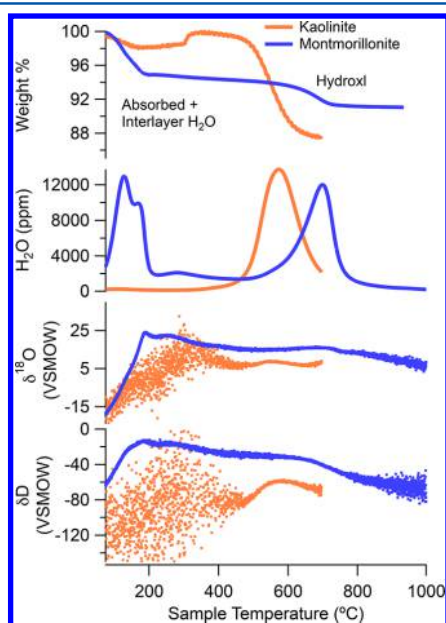 Kaolinite
Montmorillonite
Weight %
100
96
92
88
Hydroxl
Absorbed +
Interlayer H2O
H2O (ppm)
12000
8000
4000
0
δ18O
(VSMOW)
25
5
-15
δD
(VSMOW)
0
-40
-80
-120
200
400
600
800
1000
Sample Temperature (ºC)